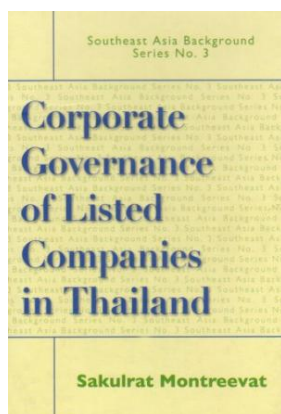 Southeast Asia Background
Series No. 3
Corporate
Governance
of Listed
Companies
in Thailand
Sakulrat Montreevat